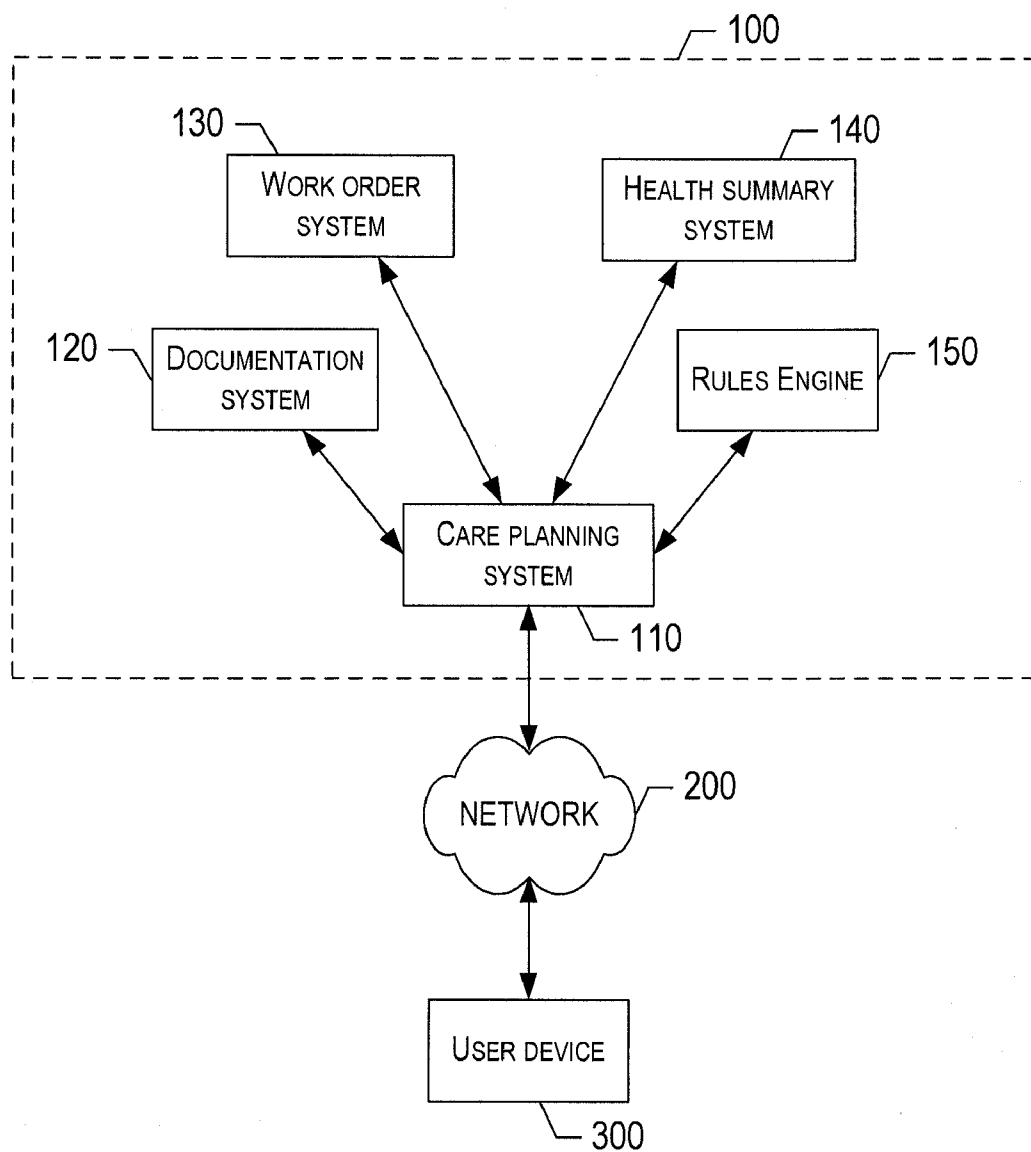 100
130
WORK ORDER
SYSTEM
140
HEALTH SUMMARY
SYSTEM
120
DOCUMENTATION
SYSTEM
150
RULES ENGINE
CARE PLANNING
SYSTEM
110
NETWORK
200
USER DEVICE
300